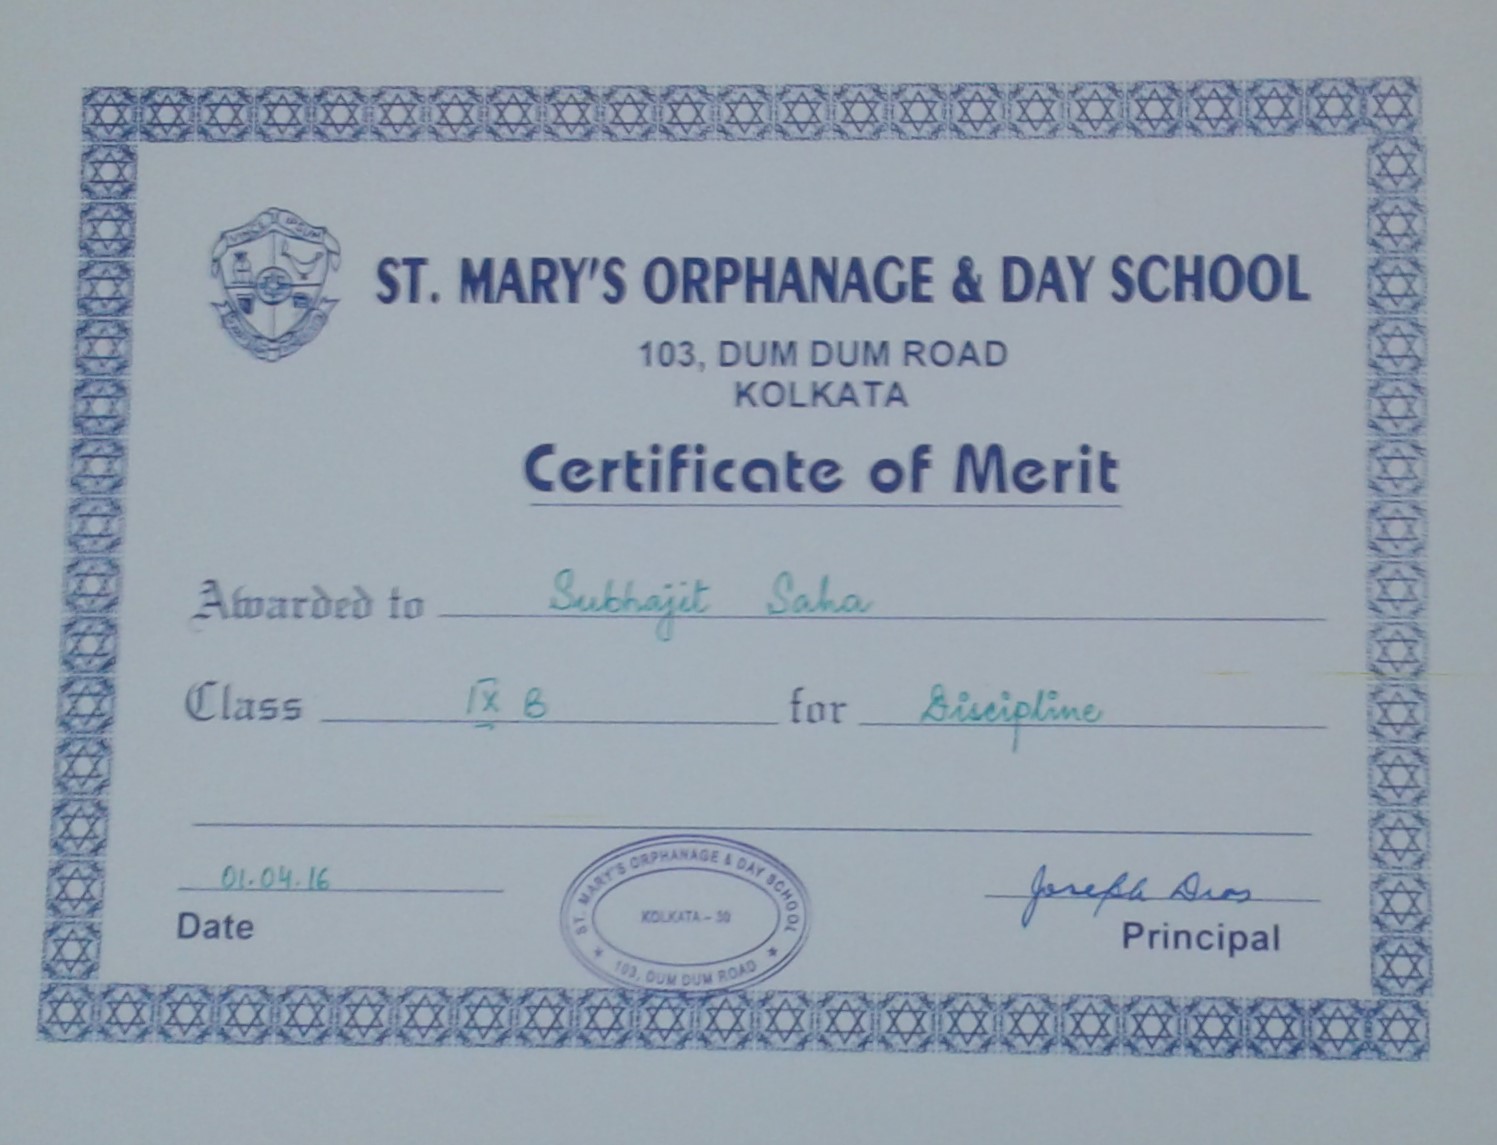 ST. MARY'S ORPHANAGE & DAY SCHOOL
103, DUM DUM ROAD
KOLKATA
Certificate of Merit
Awarded to Subhajit Saha
Class IX B for Discipline
01.04.16
Date
ST. MARY'S ORPHANAGE & DAY SCHOOL
KOLKATA - 30
103, DUM DUM ROAD
Joseph
Principal